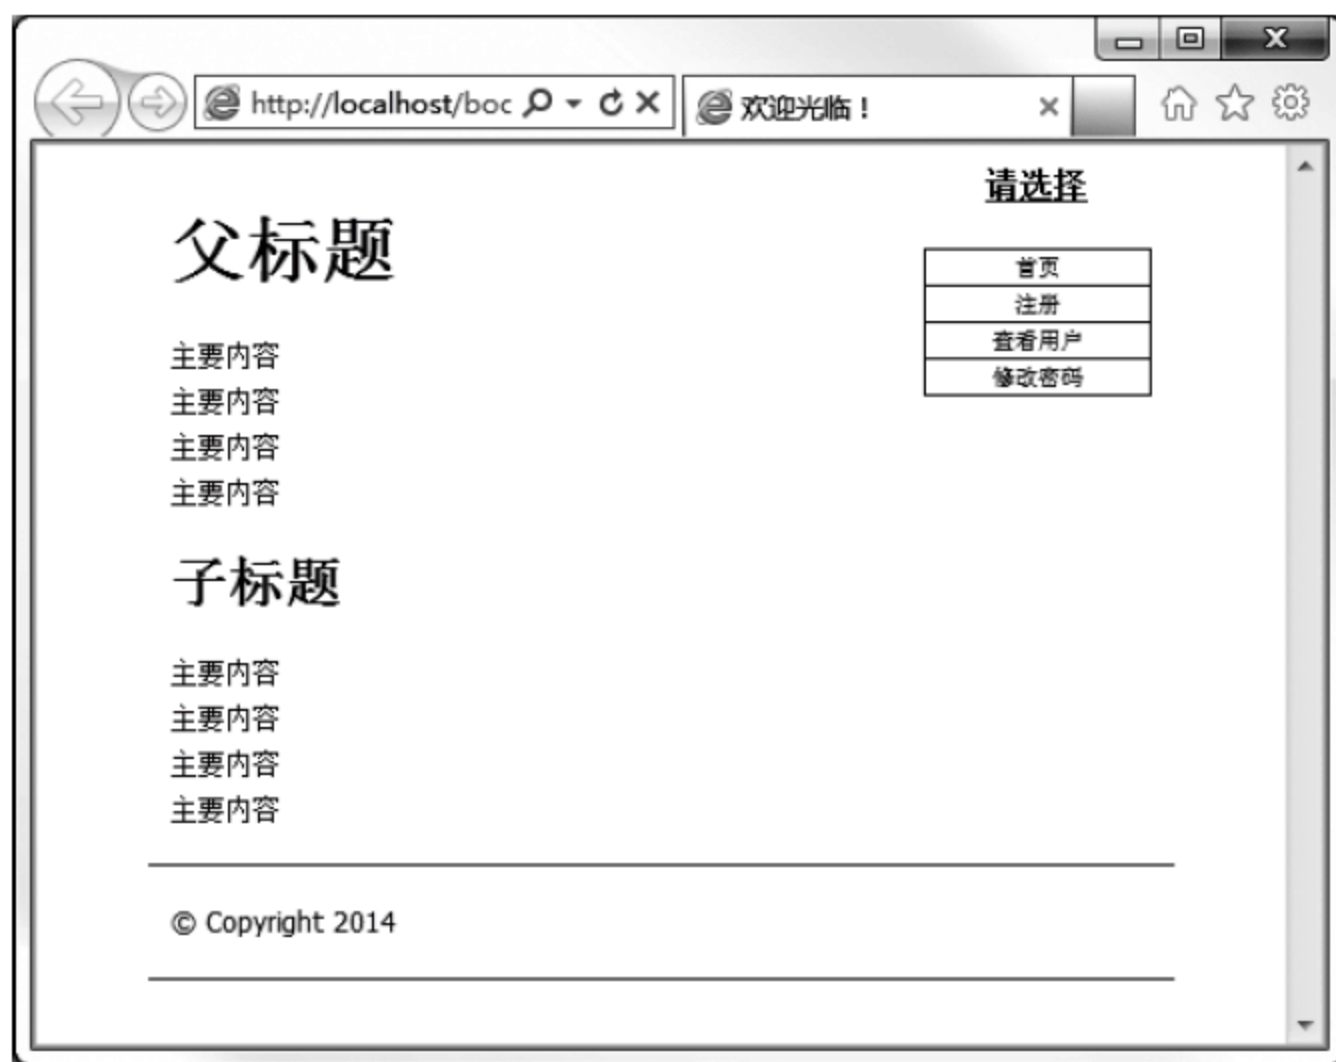 http://localhost/boc
欢迎光临！
请选择
首页
注册
查看用户
修改密码
父标题
主要内容
主要内容
主要内容
主要内容
子标题
主要内容
主要内容
主要内容
主要内容
© Copyright 2014